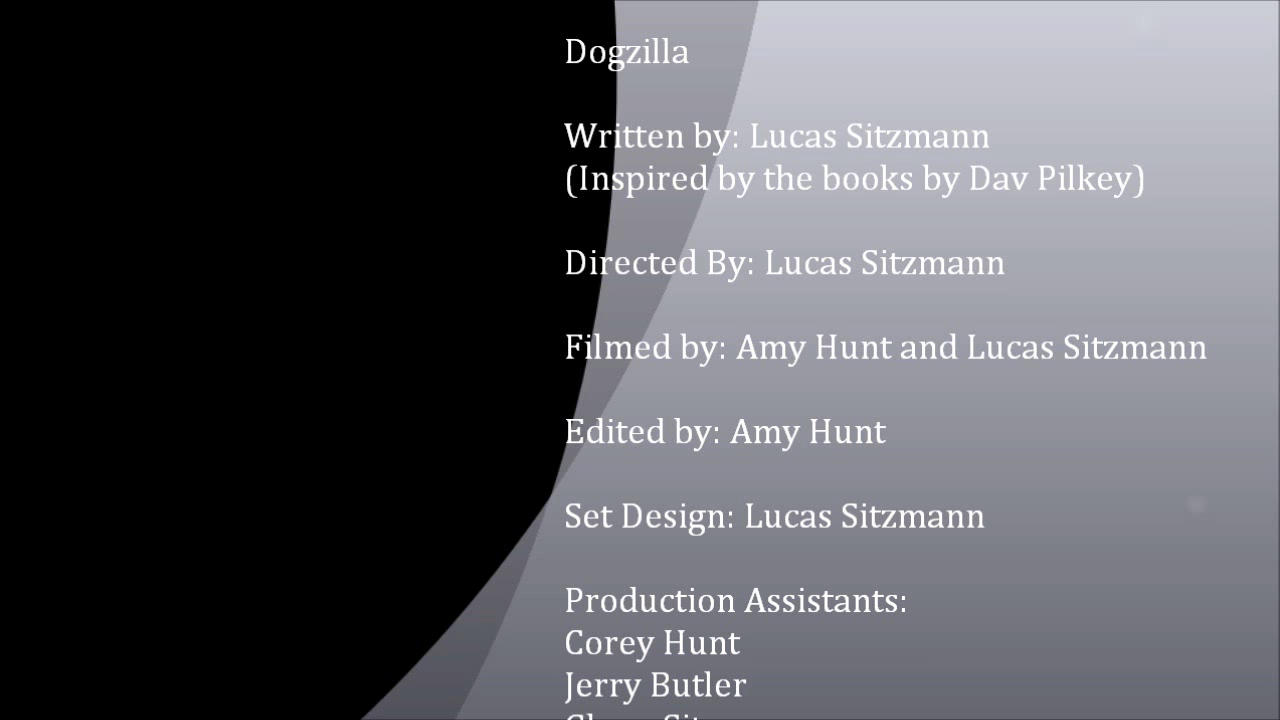 Dogzilla
Written by: Lucas Sitzmann
(Inspired by the books by Dav Pilkey)
Directed By: Lucas Sitzmann
Filmed by: Amy Hunt and Lucas Sitzmann
Edited by: Amy Hunt
Set Design: Lucas Sitzmann
Production Assistants:
Corey Hunt
Jerry Butler